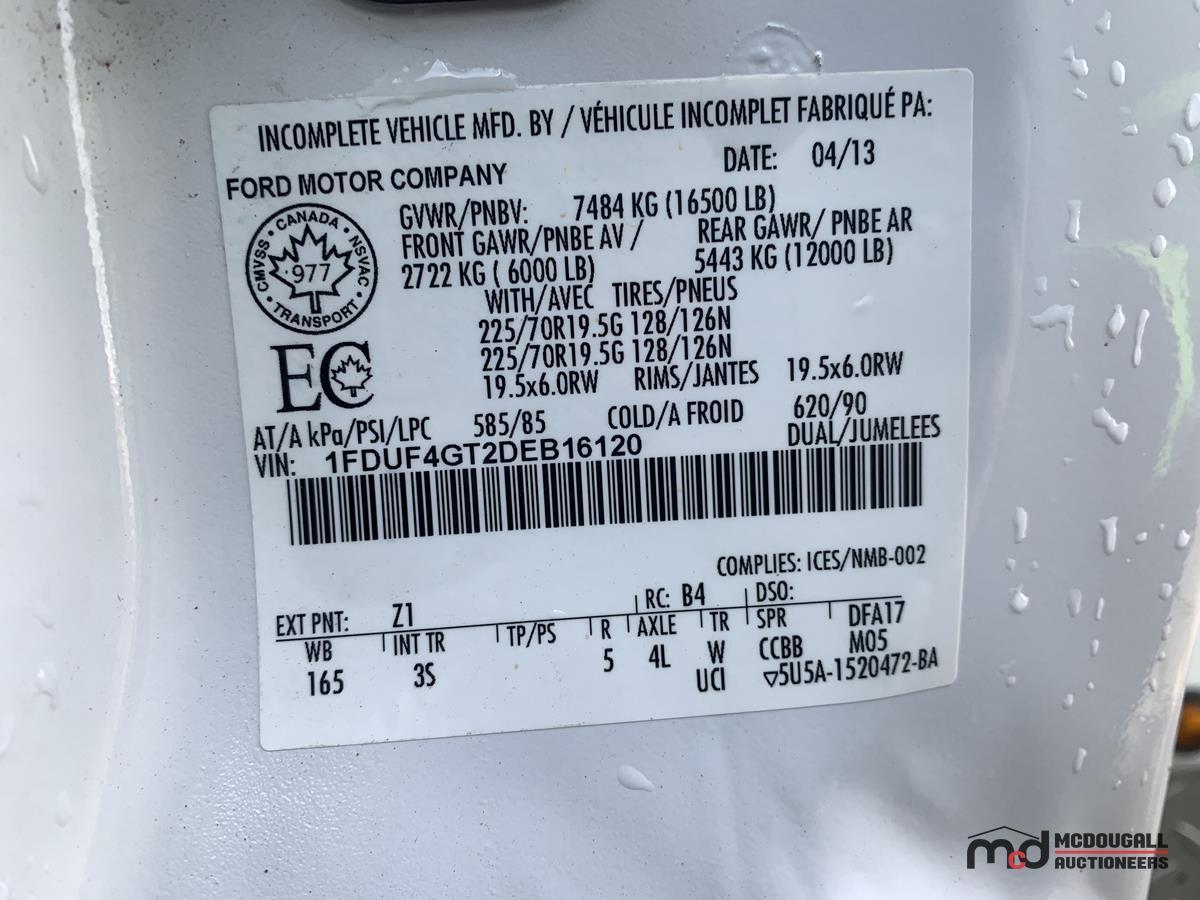 INCOMPLETE VEHICLE MFD. BY / VÉHICULE INCOMPLET FABRIQUÉ PA:
FORD MOTOR COMPANY DATE: 04/13
GVWR/PNBV: 7484 KG (16500 LB)
FRONT GAWR/PNBE AV / REAR GAWR/ PNBE AR
2722 KG ( 6000 LB) 5443 KG (12000 LB)
WITH/AVEC TIRES/PNEUS
225/70R19.5G 128/126N
225/70R19.5G 128/126N
19.5x6.0RW RIMS/JANTES 19.5x6.0RW
CANADA
CMVSS NSVAC
977
TRANSPORT
EC
AT/A kPa/PSI/LPC 585/85 COLD/A FROID 620/90
VIN: 1FDUF4GT2DEB16120 DUAL/JUMELEES
COMPLIES: ICES/NMB-002
EXT PNT: Z1 RC: B4 DSO:
WB INT TR TP/PS R AXLE TR SPR DFA17
165 3S 5 4L W CCBB M05
UCI ▽5U5A-1520472-BA
mcd MCDOUGALL
AUCTIONEERS